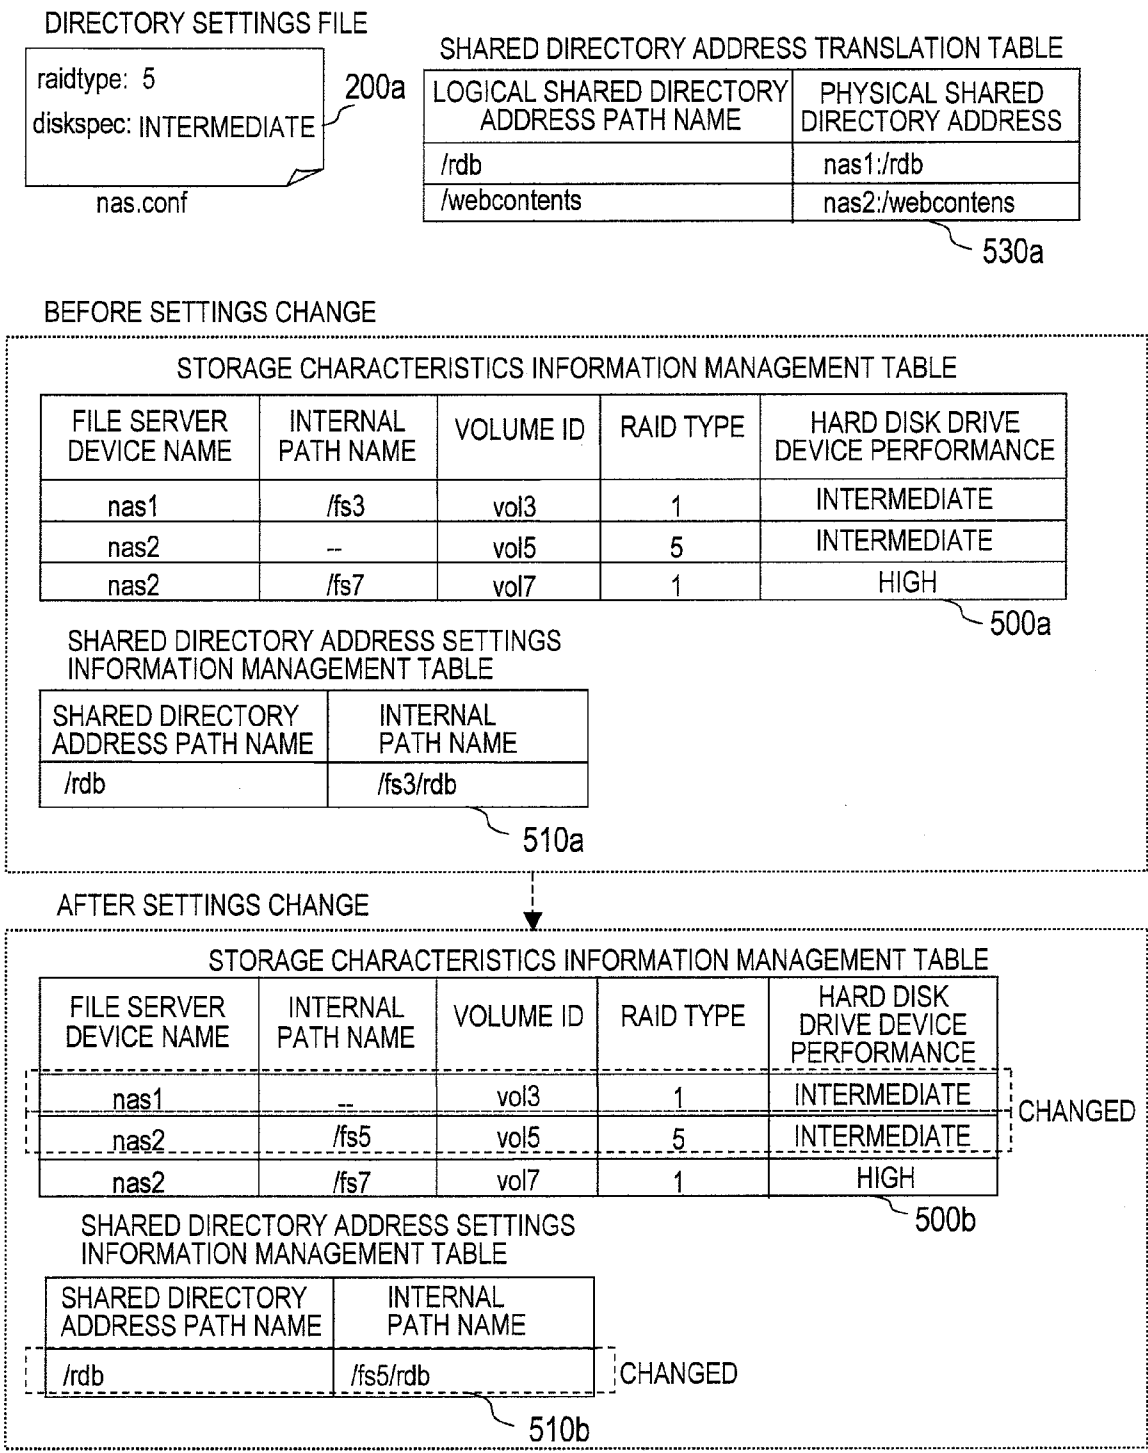 DIRECTORY SETTINGS FILE
raidtype: 5
diskspec: INTERMEDIATE
200a
nas.conf
SHARED DIRECTORY ADDRESS TRANSLATION TABLE
LOGICAL SHARED DIRECTORY
ADDRESS PATH NAME
PHYSICAL SHARED
DIRECTORY ADDRESS
/rdb nas1:/rdb
/webcontents nas2:/webcontens
530a
BEFORE SETTINGS CHANGE
STORAGE CHARACTERISTICS INFORMATION MANAGEMENT TABLE
FILE SERVER
DEVICE NAME
INTERNAL
PATH NAME
VOLUME ID
RAID TYPE
HARD DISK DRIVE
DEVICE PERFORMANCE
nas1 /fs3 vol3 1 INTERMEDIATE
nas2 -- vol5 5 INTERMEDIATE
nas2 /fs7 vol7 1 HIGH
500a
SHARED DIRECTORY ADDRESS SETTINGS
INFORMATION MANAGEMENT TABLE
SHARED DIRECTORY
ADDRESS PATH NAME
INTERNAL
PATH NAME
/rdb /fs3/rdb
510a
AFTER SETTINGS CHANGE
STORAGE CHARACTERISTICS INFORMATION MANAGEMENT TABLE
FILE SERVER
DEVICE NAME
INTERNAL
PATH NAME
VOLUME ID
RAID TYPE
HARD DISK
DRIVE DEVICE
PERFORMANCE
nas1 -- vol3 1 INTERMEDIATE
CHANGED
nas2 /fs5 vol5 5 INTERMEDIATE
nas2 /fs7 vol7 1 HIGH
500b
SHARED DIRECTORY ADDRESS SETTINGS
INFORMATION MANAGEMENT TABLE
SHARED DIRECTORY
ADDRESS PATH NAME
INTERNAL
PATH NAME
/rdb /fs5/rdb CHANGED
510b